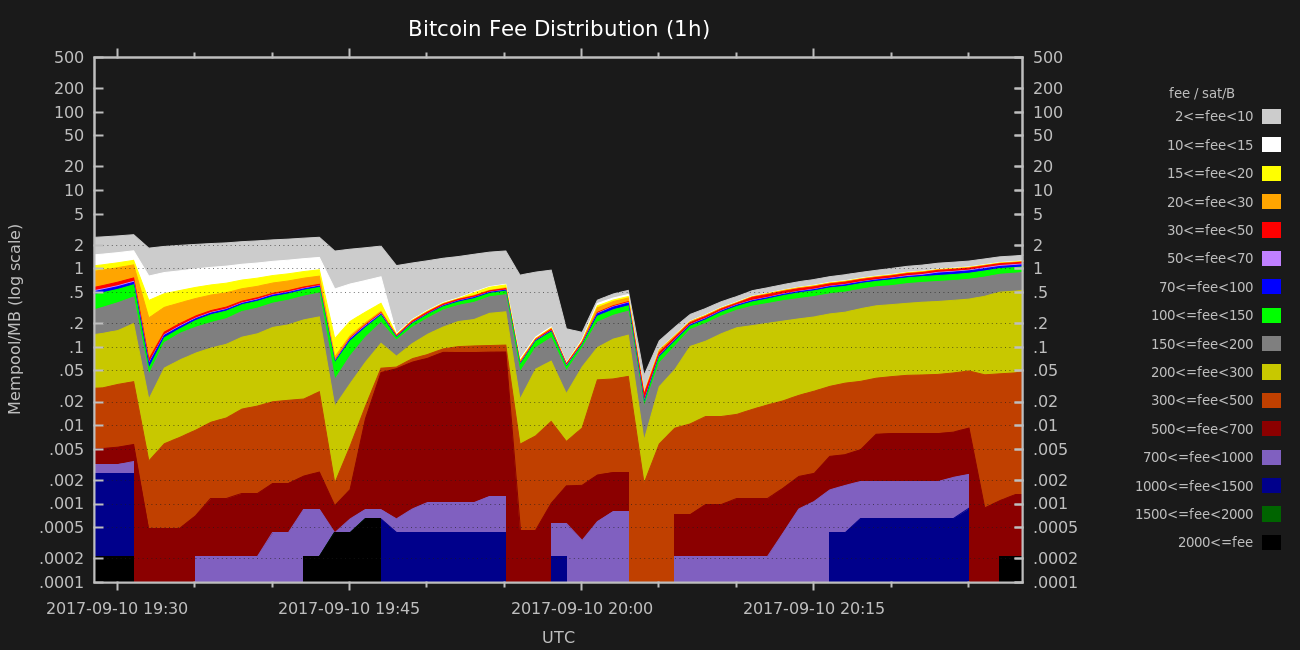 Bitcoin Fee Distribution (1h)
500 500
200 200
100 100
50 50
20 20
10 10
5 5
2 2
1 1
.5 .5
.2 .2
.1 .1
.05 .05
.02 .02
.01 .01
.005 .005
.002 .002
.001 .001
.0005 .0005
.0002 .0002
.0001 .0001
Mempool/MB (log scale)
2017-09-10 19:30 2017-09-10 19:45 2017-09-10 20:00 2017-09-10 20:15
UTC
fee / sat/B
2<=fee<10
10<=fee<15
15<=fee<20
20<=fee<30
30<=fee<50
50<=fee<70
70<=fee<100
100<=fee<150
150<=fee<200
200<=fee<300
300<=fee<500
500<=fee<700
700<=fee<1000
1000<=fee<1500
1500<=fee<2000
2000<=fee